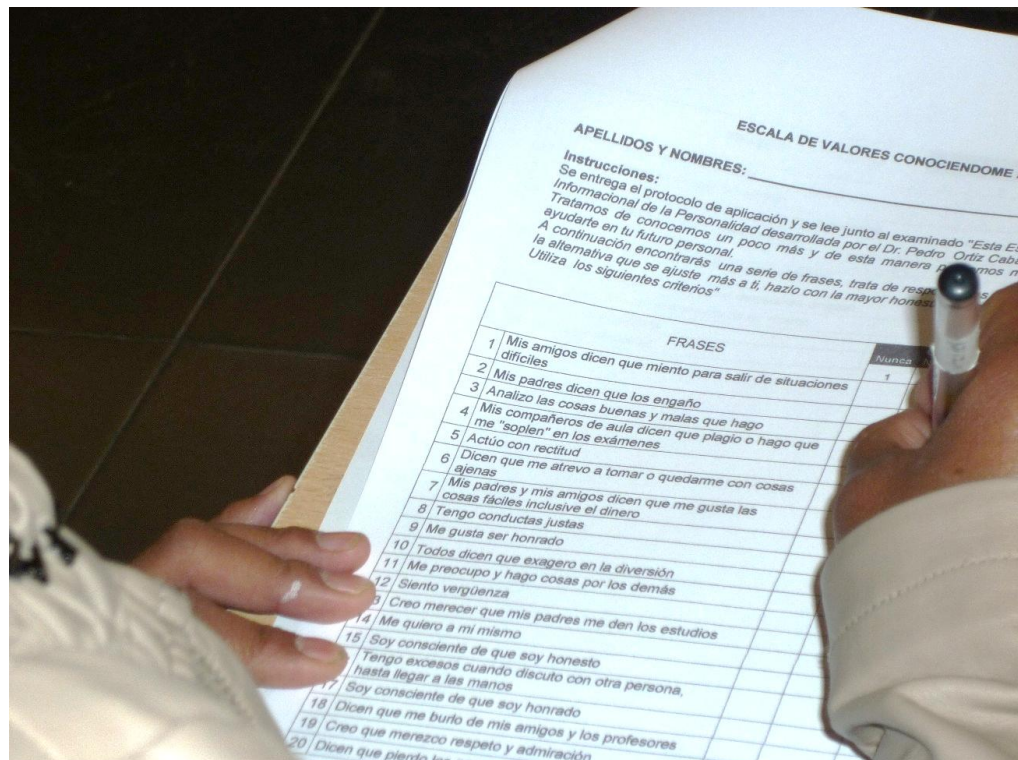 ESCALA DE VALORES CONOCIENDOME
APELLIDOS Y NOMBRES:
Instrucciones:
Se entrega el protocolo de aplicación y se lee junto al examinado "Esta
Informacional de la Personalidad desarrollada por el Dr. Pedro Ortiz
Tratamos de conocemos un poco más y de esta manera
ayudarte en tu futuro personal.
A continuación encontrarás una serie de frases, trata de
la alternativa que se ajuste más a ti, hazlo con la mayor
Utiliza los siguientes criterios"
FRASES Nunca
1 Mis amigos dicen que miento para salir de situaciones 1
difíciles
2 Mis padres dicen que los engaño
3 Analizo las cosas buenas y malas que hago
4 Mis compañeros de aula dicen que plagio o hago que
me "soplen" en los exámenes
5 Actúo con rectitud
6 Dicen que me atrevo a tomar o quedarme con cosas
ajenas
7 Mis padres y mis amigos dicen que me gusta las
cosas fáciles inclusive el dinero
8 Tengo conductas justas
9 Me gusta ser honrado
10 Todos dicen que exagero en la diversión
11 Me preocupo y hago cosas por los demás
12 Siento vergüenza
3 Creo merecer que mis padres me den los estudios
14 Me quiero a mi mismo
15 Soy consciente de que soy honesto
Tengo excesos cuando discuto con otra persona,
hasta llegar a las manos
17 Soy consciente de que soy honrado
18 Dicen que me burlo de mis amigos y los profesores
19 Creo que merezco respeto y admiración
20 Dicen que pierdo